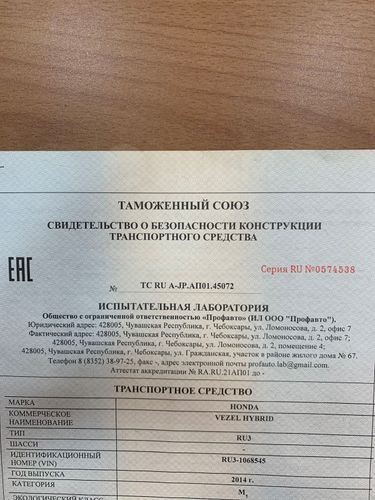 ТАМОЖЕННЫЙ СОЮЗ
СВИДЕТЕЛЬСТВО О БЕЗОПАСНОСТИ КОНСТРУКЦИИ
ТРАНСПОРТНОГО СРЕДСТВА
ЕАС
Серия RU №0574538
№ ТС RU А-JP.АП01.45072
ИСПЫТАТЕЛЬНАЯ ЛАБОРАТОРИЯ
Общество с ограниченной ответственностью «Профавто» (ИЛ ООО "Профавто").
Юридический адрес: 428005, Чувашская Республика, г. Чебоксары, ул. Ломоносова, д. 2, офис 7
Фактический адрес: 428005, Чувашская Республика, г. Чебоксары, ул. Ломоносова, д. 2, офис 7;
428005, Чувашская Республика, г. Чебоксары, ул. Ломоносова, д. 2, помещение 4;
428005, Чувашская Республика, г. Чебоксары, ул. Гражданская, участок в районе жилого дома № 67.
Телефон 8 (8352) 38-97-25, факс -, адрес электронной почты profauto.lab@gmail.com.
Аттестат аккредитации № RA.RU.21АП01 до -
ТРАНСПОРТНОЕ СРЕДСТВО
МАРКА HONDA
КОММЕРЧЕСКОЕ НАИМЕНОВАНИЕ VEZEL HYBRID
ТИП RU3
ШАССИ -
ИДЕНТИФИКАЦИОННЫЙ НОМЕР (VIN) RU3-1068545
ГОД ВЫПУСКА 2014 г.
КАТЕГОРИЯ M₁
ЭКОЛОГИЧЕСКИЙ КЛАСС